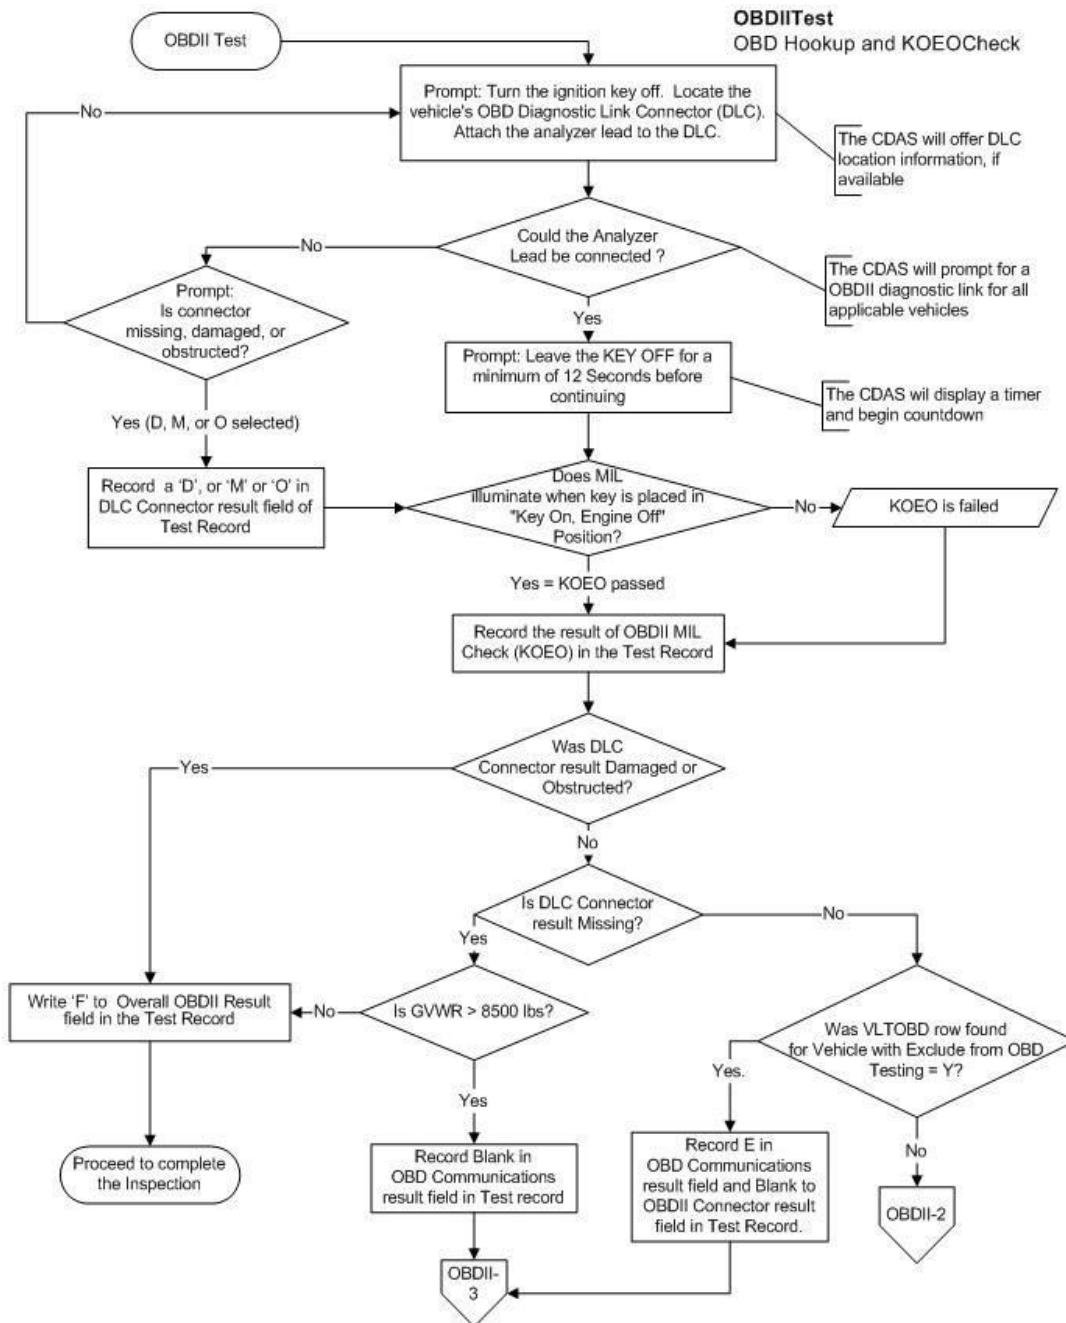 OBDIITest
OBD Hookup and KOEOCheck
OBDII Test
Prompt: Turn the ignition key off. Locate the
vehicle's OBD Diagnostic Link Connector (DLC).
Attach the analyzer lead to the DLC.
No
The CDAS will offer DLC
location information, if
available
Could the Analyzer
Lead be connected ?
No
Prompt:
Is connector
missing, damaged, or
obstructed?
The CDAS will prompt for a
OBDII diagnostic link for all
applicable vehicles
Yes
Prompt: Leave the KEY OFF for a
minimum of 12 Seconds before
continuing
The CDAS wil display a timer
and begin countdown
Yes (D, M, or O selected)
Record a 'D', or 'M' or 'O' in
DLC Connector result field of
Test Record
Does MIL
illuminate when key is placed in
"Key On, Engine Off"
Position?
No
KOEO is failed
Yes = KOEO passed
Record the result of OBDII MIL
Check (KOEO) in the Test Record
Was DLC
Connector result Damaged or
Obstructed?
Yes
No
Is DLC Connector
result Missing?
No
Yes
Write 'F' to Overall OBDII Result
field in the Test Record
No
Is GVWR > 8500 lbs?
Was VLTOBD row found
for Vehicle with Exclude from OBD
Testing = Y?
Yes.
Yes
No
Proceed to complete
the Inspection
Record Blank in
OBD Communications
result field in Test record
Record E in
OBD Communications
result field and Blank to
OBDII Connector result
field in Test Record.
OBDII-2
OBDII-
3